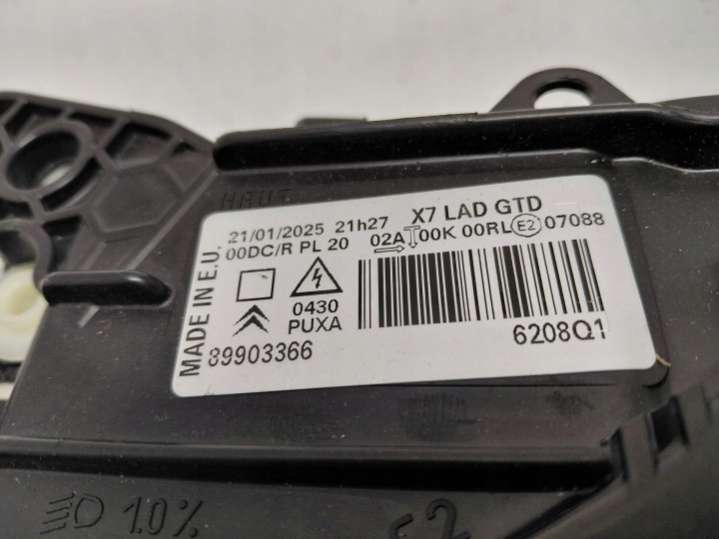 HAUT
21/01/2025 21h27 X7 LAD GTD
00DC/R PL 20 02A 00K 00RL E2 07088
MADE IN E.U.
0430
PUXA
89903366
6208Q1
1.0%